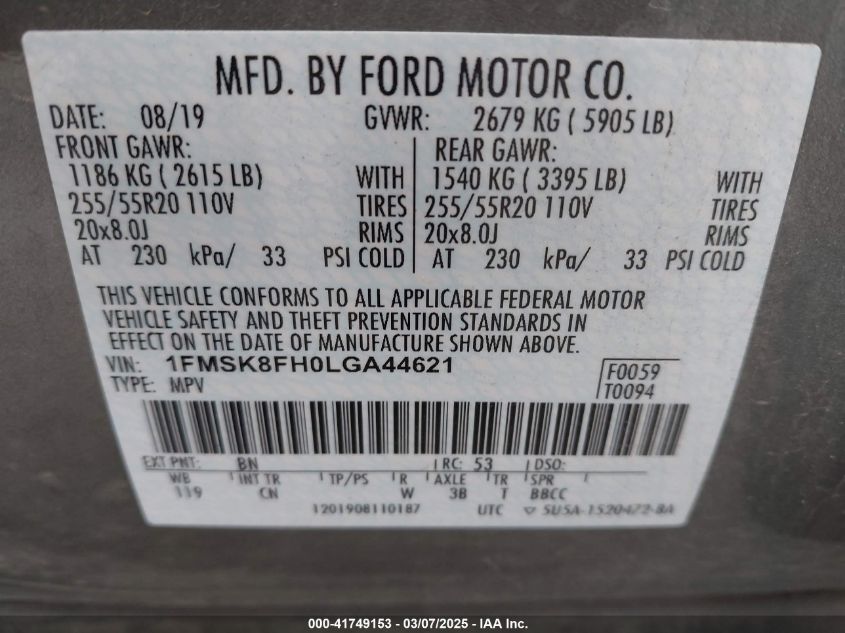 MFD. BY FORD MOTOR CO.
DATE: 08/19 GVWR: 2679 KG ( 5905 LB)
FRONT GAWR: REAR GAWR:
1186 KG ( 2615 LB) WITH 1540 KG ( 3395 LB) WITH
255/55R20 110V TIRES 255/55R20 110V TIRES
20x8.0J RIMS 20x8.0J RIMS
AT 230 kPa/ 33 PSI COLD AT 230 kPa/ 33 PSI COLD
THIS VEHICLE CONFORMS TO ALL APPLICABLE FEDERAL MOTOR
VEHICLE SAFETY AND THEFT PREVENTION STANDARDS IN
EFFECT ON THE DATE OF MANUFACTURE SHOWN ABOVE.
VIN: 1FMSK8FH0LGA44621 F0059
TYPE: MPV T0094
EXT PNT: BN RC: 53 DSO:
WB INT TR TP/PS R AXLE TR SPR
119 CN W 3B T BBCC
1201908110187 UTC ▽ 5U5A-1520472-BA
000-41749153 - 03/07/2025 - IAA Inc.